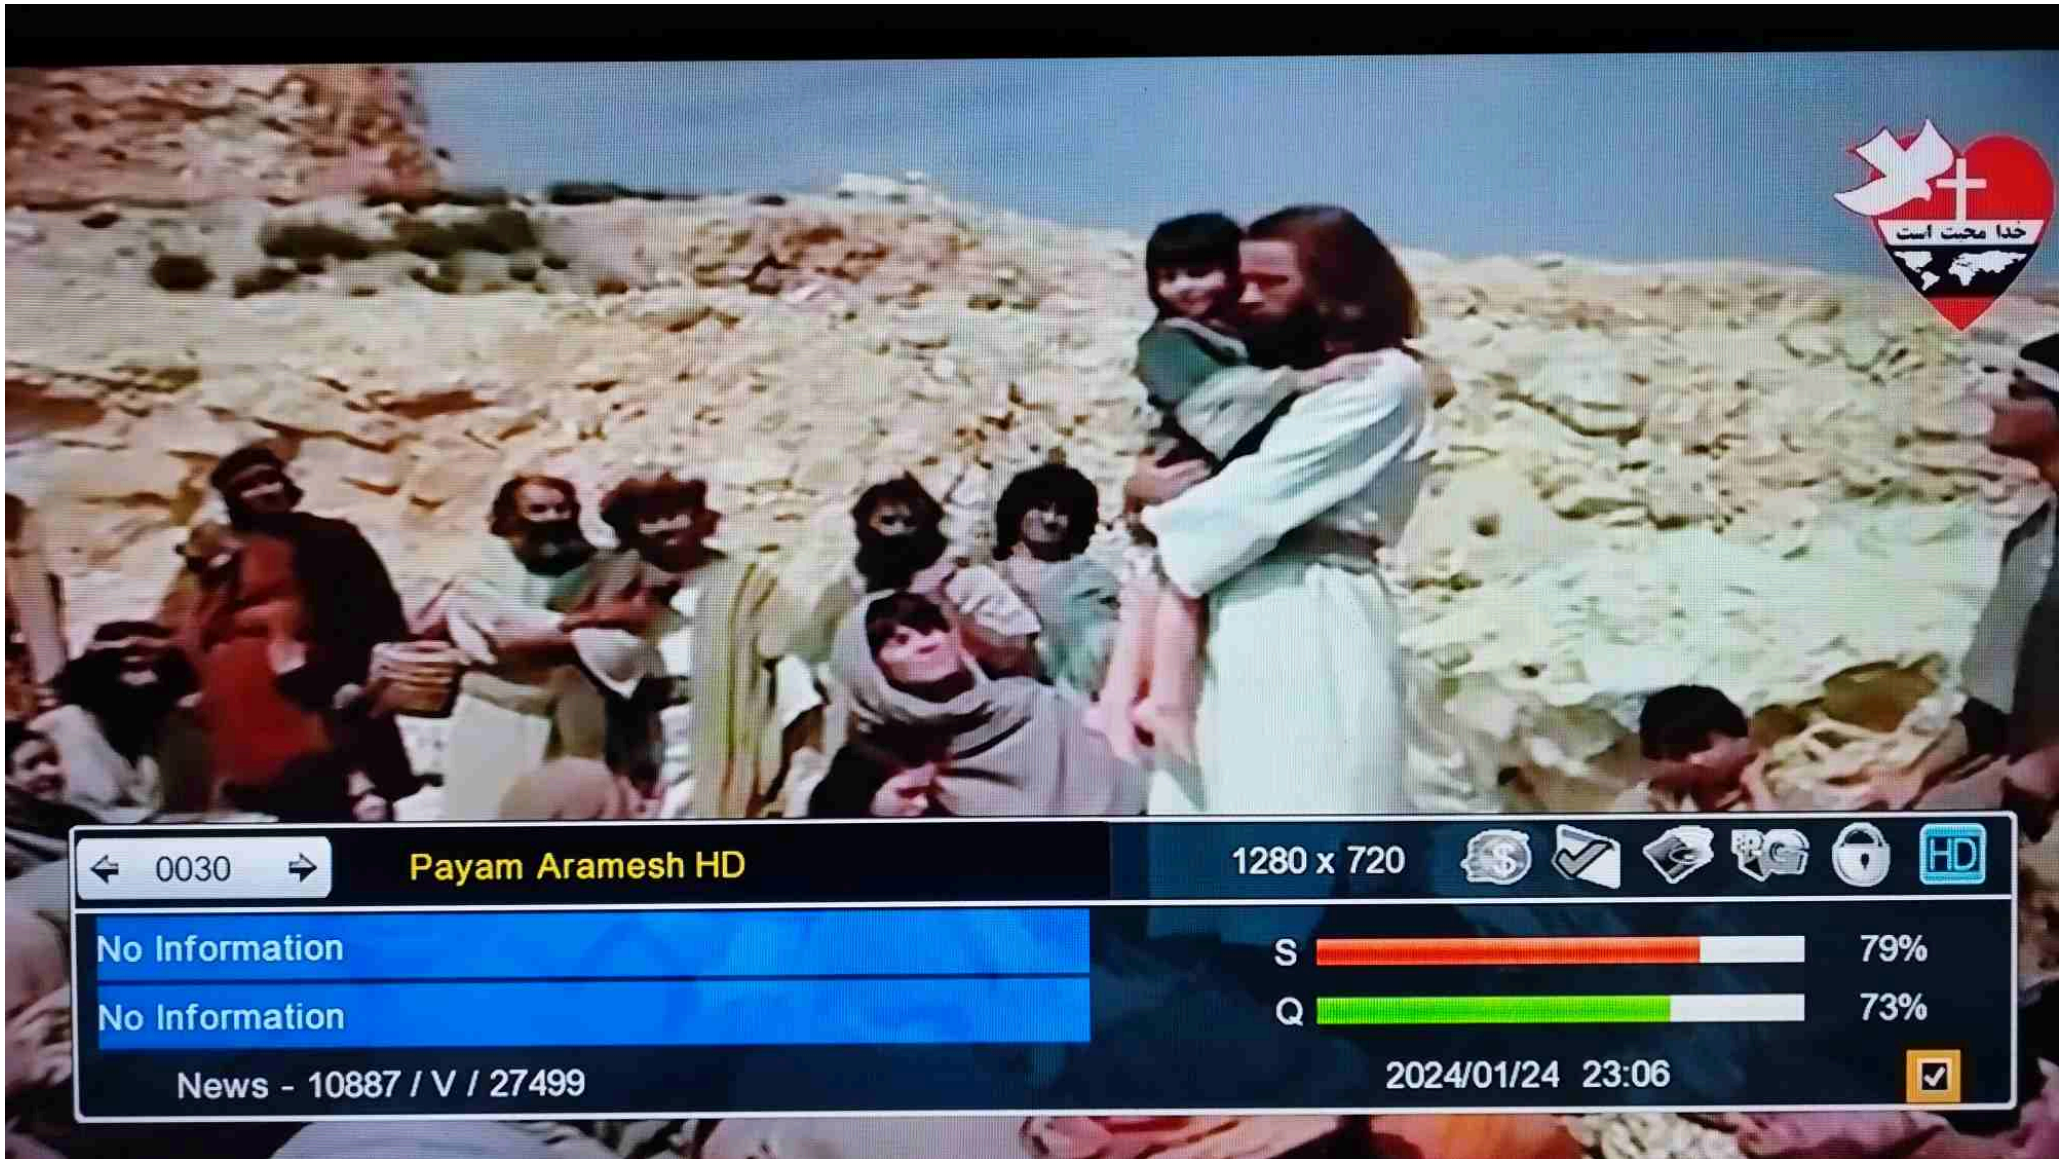 خدا محبت است
0030
Payam Aramesh HD
1280 x 720
HD
No Information
S
79%
No Information
Q
73%
News - 10887 / V / 27499
2024/01/24 23:06